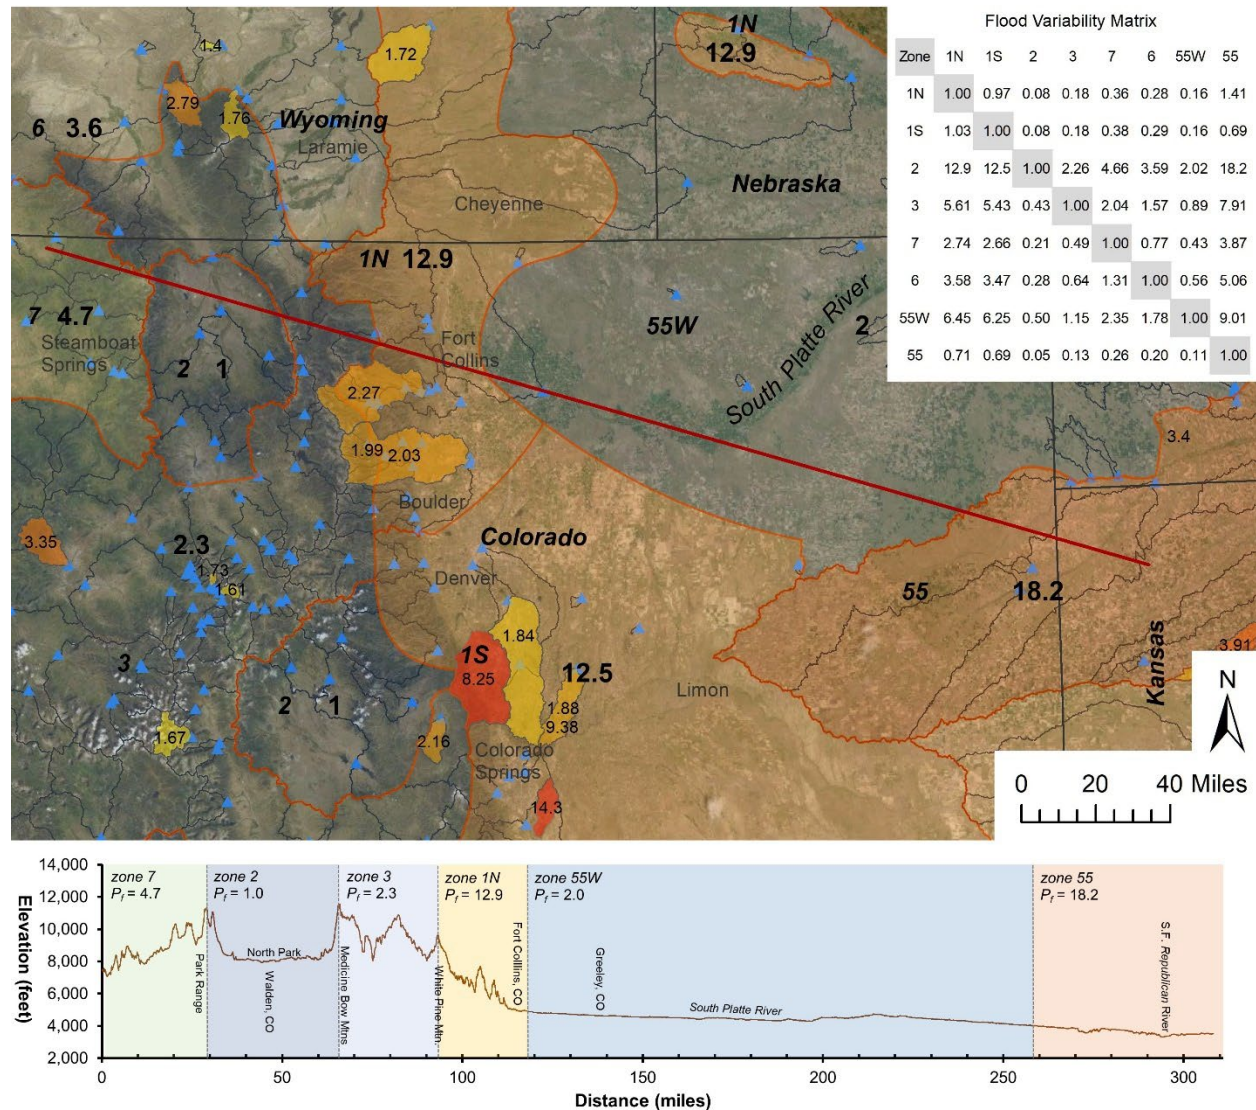 Flood Variability Matrix
Zone 1N 1S 2 3 7 6 55W 55
1N 1.00 0.97 0.08 0.18 0.36 0.28 0.16 1.41
1S 1.03 1.00 0.08 0.18 0.38 0.29 0.16 0.69
2 12.9 12.5 1.00 2.26 4.66 3.59 2.02 18.2
3 5.61 5.43 0.43 1.00 2.04 1.57 0.89 7.91
7 2.74 2.66 0.21 0.49 1.00 0.77 0.43 3.87
6 3.58 3.47 0.28 0.64 1.31 1.00 0.56 5.06
55W 6.45 6.25 0.50 1.15 2.35 1.78 1.00 9.01
55 0.71 0.69 0.05 0.13 0.26 0.20 0.11 1.00
1.4
1.72
1N
12.9
2.79
1.76
6 3.6
Wyoming
Laramie
Nebraska
Cheyenne
1N 12.9
7 4.7
Steamboat
Springs
55W
South Platte River
2
Fort
Collins
2 1
2.27
1.99
2.03
3.4
Boulder
Colorado
3.35
2.3
1.73
1.61
Denver
55
18.2
1.84
3
1S
8.25
12.5
Kansas
3.91
2 1
Limon
1.88
9.38
1.67
2.16
Colorado
Springs
14.3
N
0 20 40 Miles
14,000
12,000
10,000
8,000
6,000
4,000
2,000
Elevation (feet)
zone 7
Pf = 4.7
zone 2
Pf = 1.0
zone 3
Pf = 2.3
zone 1N
Pf = 12.9
zone 55W
Pf = 2.0
zone 55
Pf = 18.2
Park Range
North Park
Walden, CO
Medicine Bow Mtns
White Pine Mtn.
Fort Colllins, CO
Greeley, CO
South Platte River
S.F. Republican River
0 50 100 150 200 250 300
Distance (miles)